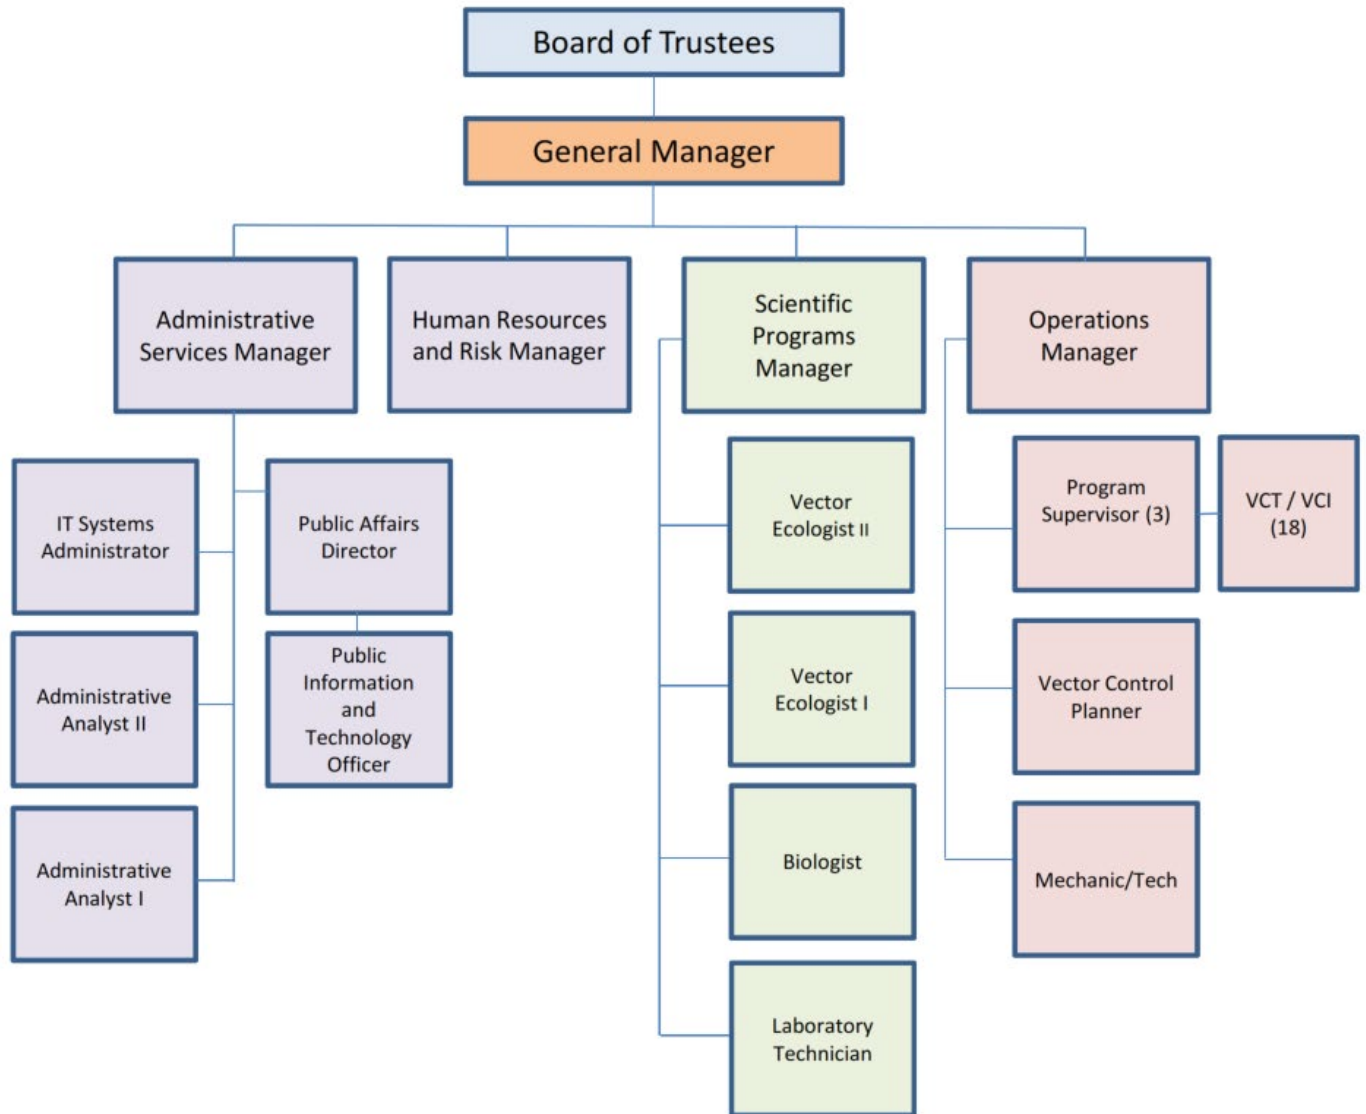 Board of Trustees
General Manager
Administrative
Services Manager
Human Resources
and Risk Manager
Scientific
Programs
Manager
Operations
Manager
IT Systems
Administrator
Public Affairs
Director
Administrative
Analyst II
Public
Information
and
Technology
Officer
Administrative
Analyst I
Vector
Ecologist II
Vector
Ecologist I
Biologist
Laboratory
Technician
Program
Supervisor (3)
VCT / VCI
(18)
Vector Control
Planner
Mechanic/Tech